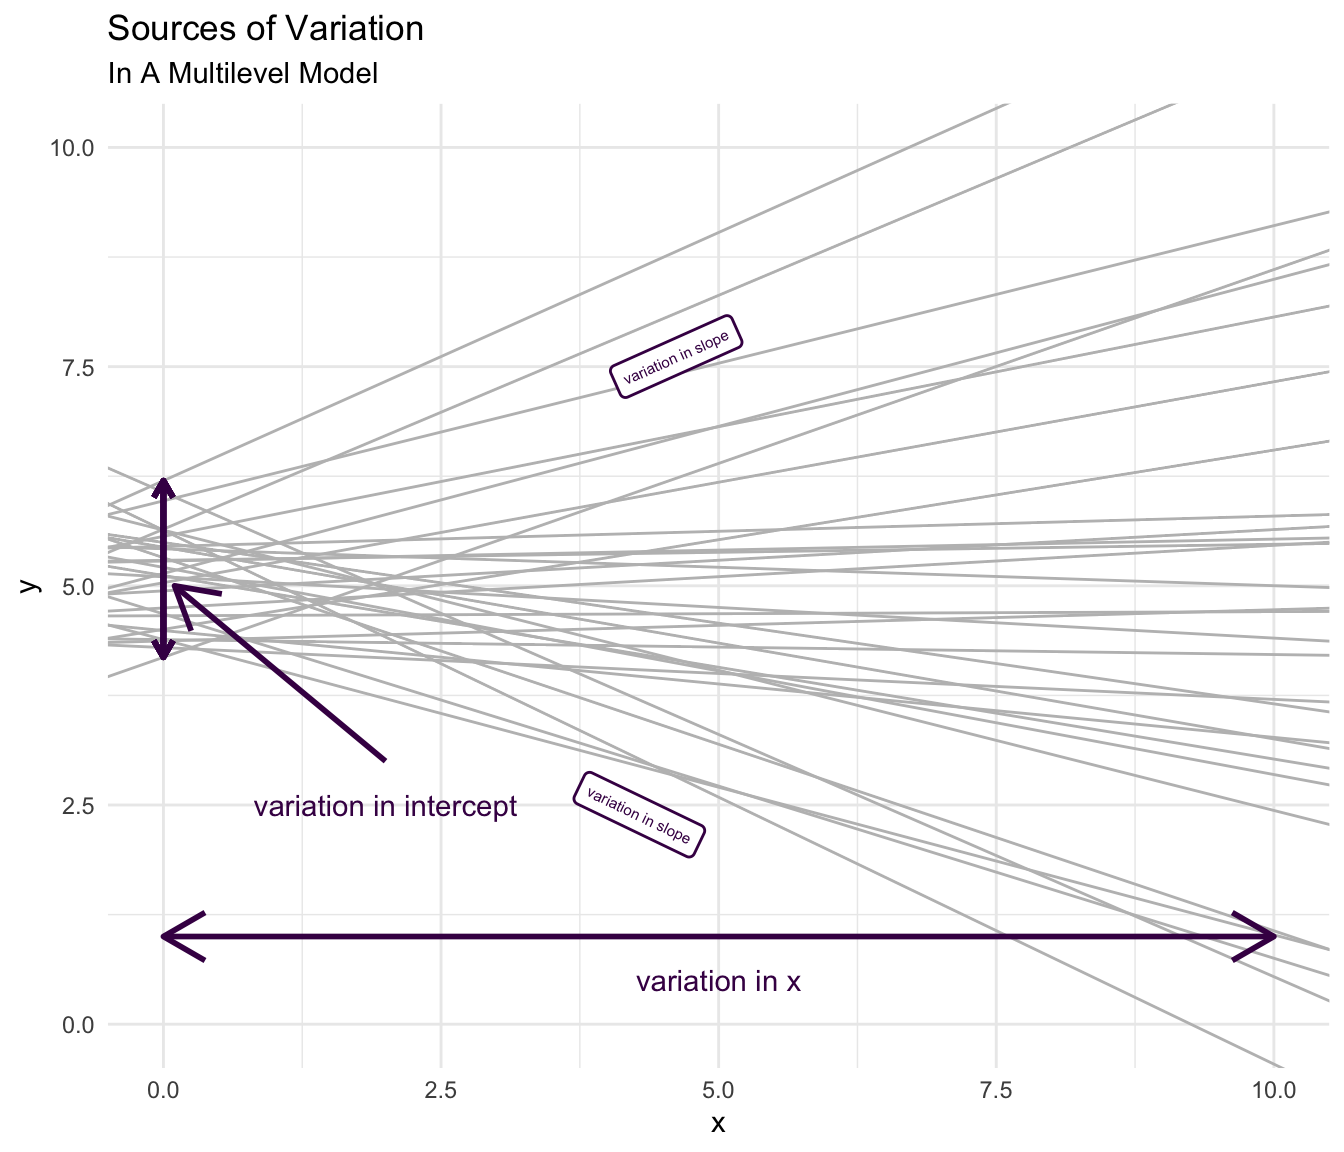 Sources of Variation
In A Multilevel Model
10.0
7.5
5.0
2.5
0.0
y
variation in slope
variation in intercept
variation in slope
variation in x
0.0 2.5 5.0 7.5 10.0
x